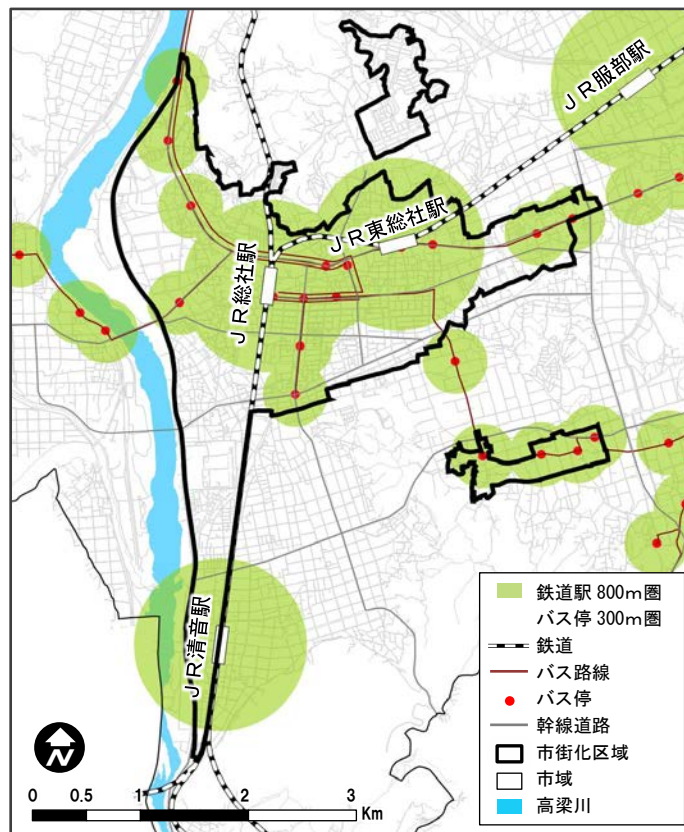 JR服部駅
JR東総社駅
JR総社駅
JR清音駅
鉄道駅 800m圏
バス停 300m圏
鉄道
バス路線
バス停
幹線道路
市街化区域
市域
高梁川
N
0 0.5 1 2 3
Km